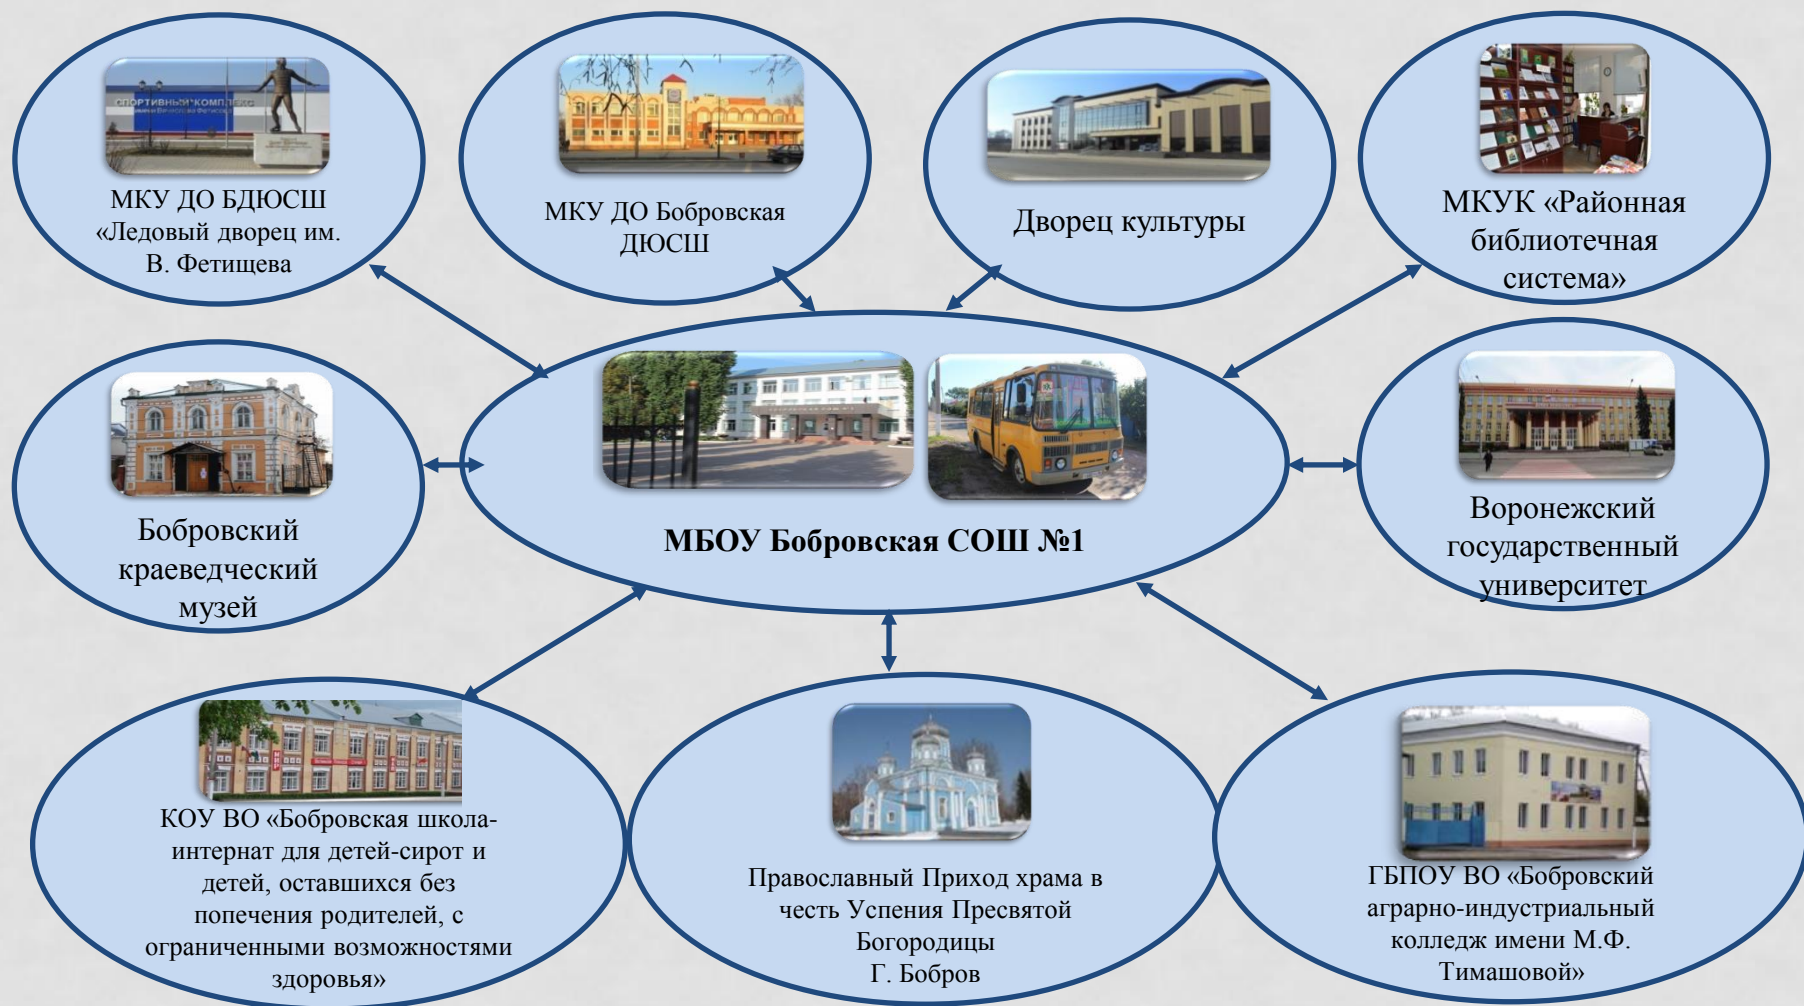 СПОРТИВНЫЙ КОМПЛЕКС
МКУ ДО БДЮСШ
«Ледовый дворец им.
В. Фетищева
МКУ ДО Бобровская
ДЮСШ
Дворец культуры
МКУК «Районная
библиотечная
система»
Бобровский
краеведческий
музей
МБОУ Бобровская СОШ №1
Воронежский
государственный
университет
КОУ ВО «Бобровская школа-
интернат для детей-сирот и
детей, оставшихся без
попечения родителей, с
ограниченными возможностями
здоровья»
Православный Приход храма в
честь Успения Пресвятой
Богородицы
Г. Бобров
ГБПОУ ВО «Бобровский
аграрно-индустриальный
колледж имени М.Ф.
Тимашовой»